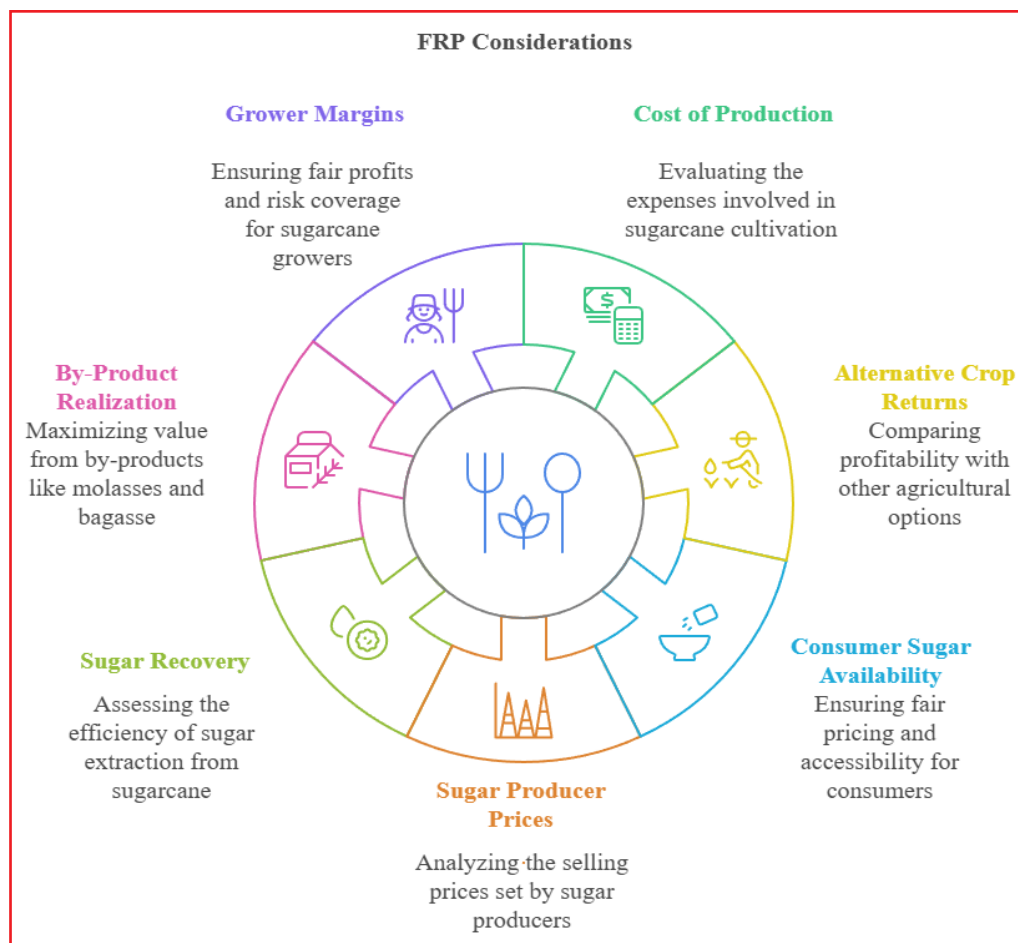 FRP Considerations
Grower Margins
Ensuring fair profits
and risk coverage
for sugarcane
growers
Cost of Production
Evaluating the
expenses involved in
sugarcane cultivation
$
By-Product
Realization
Maximizing value
from by-products
like molasses and
bagasse
Alternative Crop
Returns
Comparing
profitability with
other agricultural
options
Sugar Recovery
Assessing the
efficiency of sugar
extraction from
sugarcane
Consumer Sugar
Availability
Ensuring fair
pricing and
accessibility for
consumers
Sugar Producer
Prices
Analyzing the selling
prices set by sugar
producers